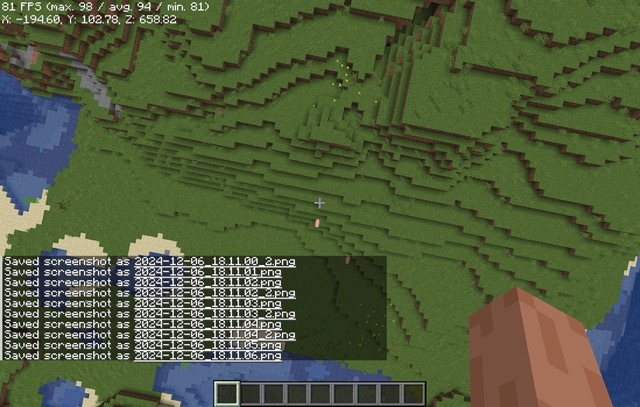 81 FPS (max. 98 / avg. 94 / min. 81)
X: -194.60, Y: 102.78, Z: 658.82
Saved screenshot as 2024-12-06_18.11.00_2.png
Saved screenshot as 2024-12-06_18.11.01.png
Saved screenshot as 2024-12-06_18.11.02.png
Saved screenshot as 2024-12-06_18.11.02_2.png
Saved screenshot as 2024-12-06_18.11.03.png
Saved screenshot as 2024-12-06_18.11.03_2.png
Saved screenshot as 2024-12-06_18.11.04.png
Saved screenshot as 2024-12-06_18.11.04_2.png
Saved screenshot as 2024-12-06_18.11.05.png
Saved screenshot as 2024-12-06_18.11.06.png